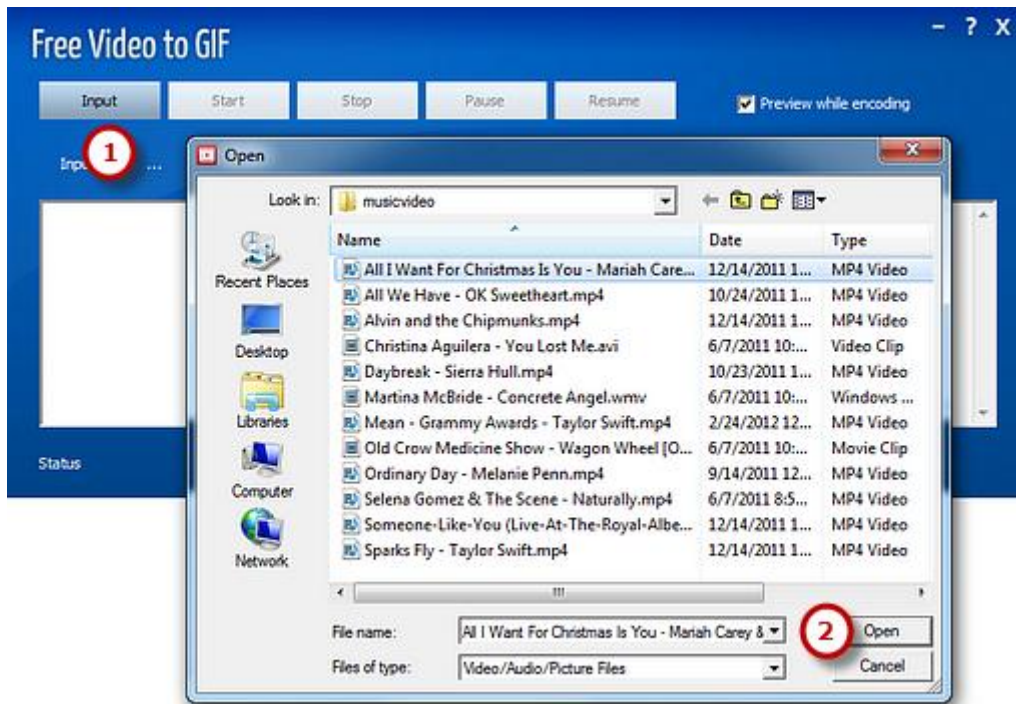 Free Video to GIF
– ? X
Input Start Stop Pause Resume Preview while encoding
1
...
Open
Look in: musicvideo
Name Date Type
All I Want For Christmas Is You - Mariah Care... 12/14/2011 1... MP4 Video
All We Have - OK Sweetheart.mp4 10/24/2011 1... MP4 Video
Alvin and the Chipmunks.mp4 12/14/2011 1... MP4 Video
Christina Aguilera - You Lost Me.avi 6/7/2011 10:... Video Clip
Daybreak - Sierra Hull.mp4 10/23/2011 1... MP4 Video
Martina McBride - Concrete Angel.wmv 6/7/2011 10:... Windows ...
Mean - Grammy Awards - Taylor Swift.mp4 2/24/2012 12... MP4 Video
Old Crow Medicine Show - Wagon Wheel [O... 6/7/2011 10:... Movie Clip
Ordinary Day - Melanie Penn.mp4 9/14/2011 12... MP4 Video
Selena Gomez & The Scene - Naturally.mp4 6/7/2011 8:5... MP4 Video
Someone-Like-You (Live-At-The-Royal-Albe... 12/14/2011 1... MP4 Video
Sparks Fly - Taylor Swift.mp4 12/14/2011 1... MP4 Video
Recent Places
Desktop
Libraries
Computer
Network
Status
File name: All I Want For Christmas Is You - Mariah Carey & 2 Open
Files of type: Video/Audio/Picture Files Cancel